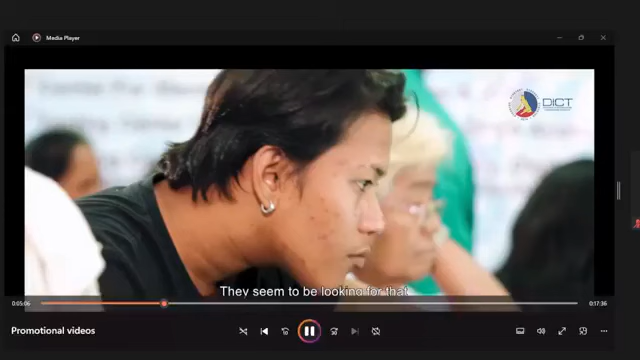 Media Player
DICT
They seem to be looking for that
0:05:06
0:17:36
Promotional videos